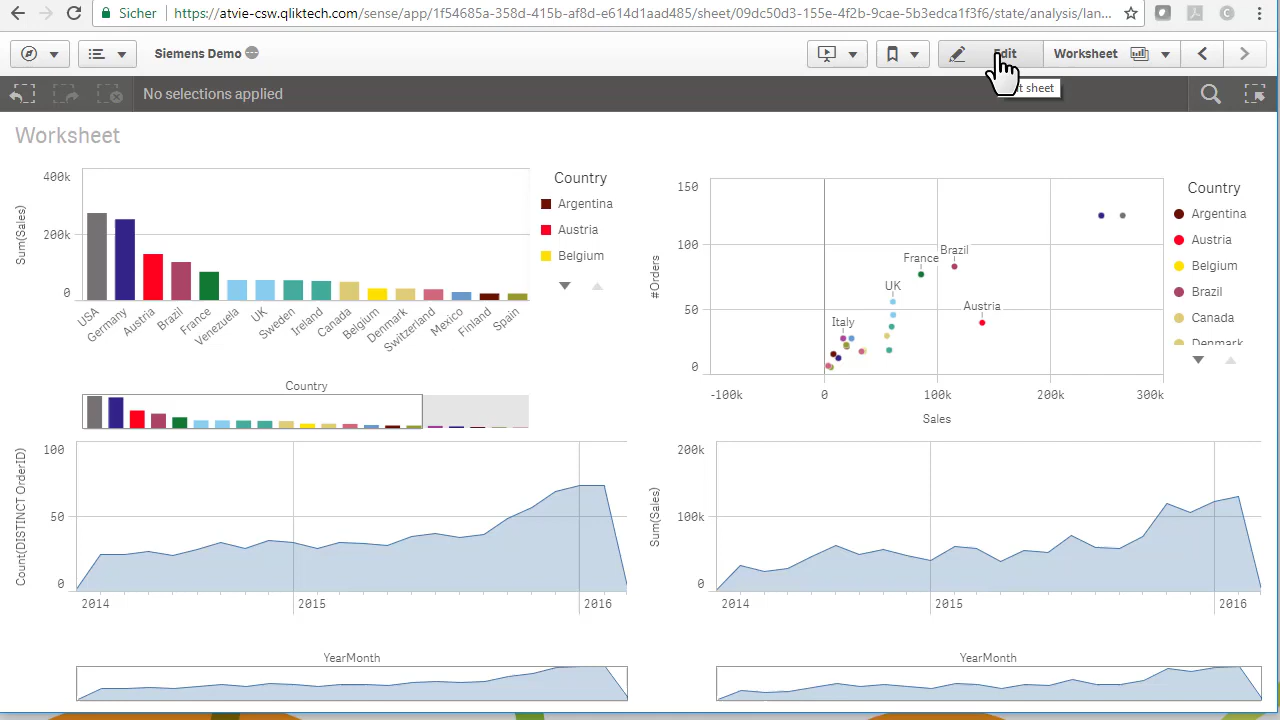 Sicher
https://atvie-csw.qliktech.com/sense/app/1f54685a-358d-415b-af8d-e614d1aad485/sheet/09dc50d3-155e-4f2b-9cae-5b3edca1f3f6/state/analysis/lan...
Siemens Demo
Edit
Worksheet
t sheet
No selections applied
Worksheet
Sum(Sales)
400k
200k
0
USA
Germany
Austria
Brazil
France
Venezuela
UK
Sweden
Ireland
Canada
Belgium
Denmark
Switzerland
Mexico
Finland
Spain
Country
Country
Argentina
Austria
Belgium
#Orders
150
100
50
0
France
Brazil
UK
Austria
Italy
-100k
0
100k
200k
300k
Sales
Country
Argentina
Austria
Belgium
Brazil
Canada
Denmark
Count(DISTINCT OrderID)
100
50
0
2014
2015
2016
YearMonth
Sum(Sales)
200k
100k
0
2014
2015
2016
YearMonth